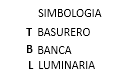 SIMBOLOGIA
T BASURERO
B BANCA
L LUMINARIA